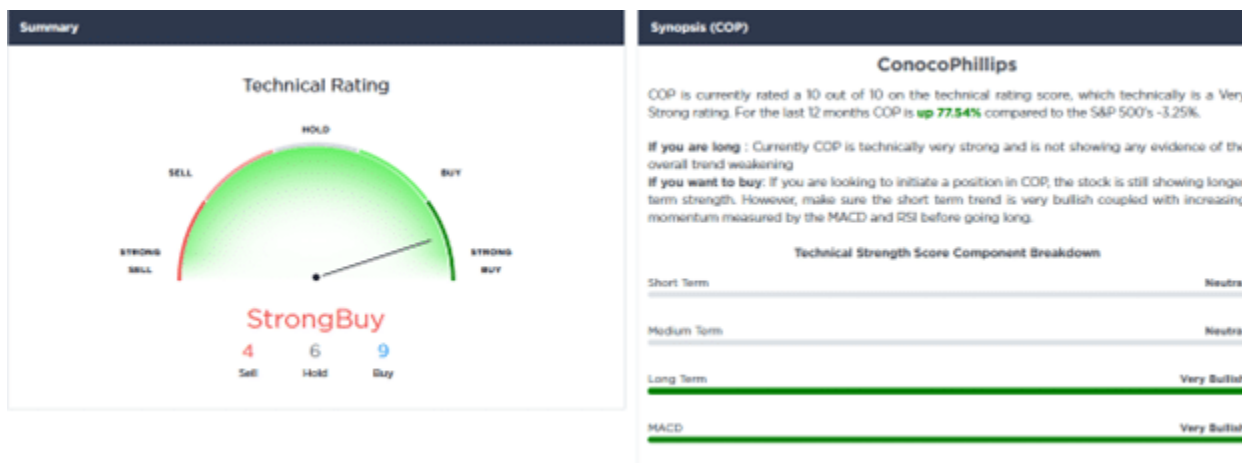 Summary
Technical Rating
HOLD
SELL
BUY
STRONG
SELL
STRONG
BUY
StrongBuy
4 6 9
Sell Hold Buy
Synopsis (COP)
ConocoPhillips
COP is currently rated a 10 out of 10 on the technical rating score, which technically is a Very
Strong rating. For the last 12 months COP is up 77.54% compared to the S&P 500's -3.25%.
If you are long : Currently COP is technically very strong and is not showing any evidence of the
overall trend weakening
If you want to buy: If you are looking to initiate a position in COP, the stock is still showing longer
term strength. However, make sure the short term trend is very bullish coupled with increasing
momentum measured by the MACD and RSI before going long.
Technical Strength Score Component Breakdown
Short Term Neutra
Medium Term Neutra
Long Term Very Bullish
MACD Very Bullish